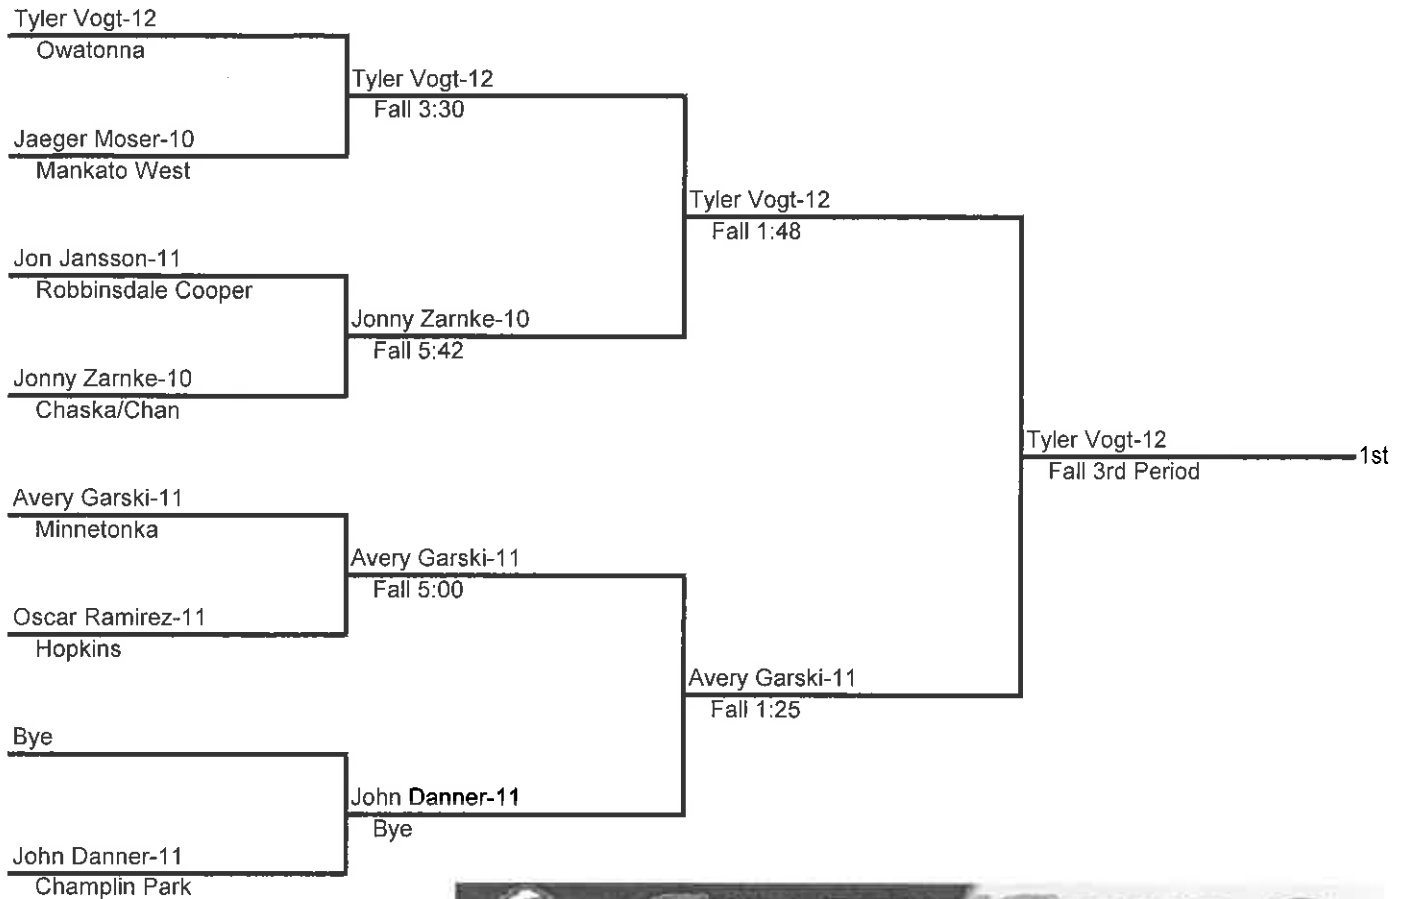 Tyler Vogt-12
Owatonna
Tyler Vogt-12
Fall 3:30
Jaeger Moser-10
Mankato West
Tyler Vogt-12
Fall 1:48
Jon Jansson-11
Robbinsdale Cooper
Jonny Zarnke-10
Fall 5:42
Jonny Zarnke-10
Chaska/Chan
Tyler Vogt-12
1st
Fall 3rd Period
Avery Garski-11
Minnetonka
Avery Garski-11
Fall 5:00
Oscar Ramirez-11
Hopkins
Avery Garski-11
Fall 1:25
Bye
John Danner-11
Bye
John Danner-11
Champlin Park